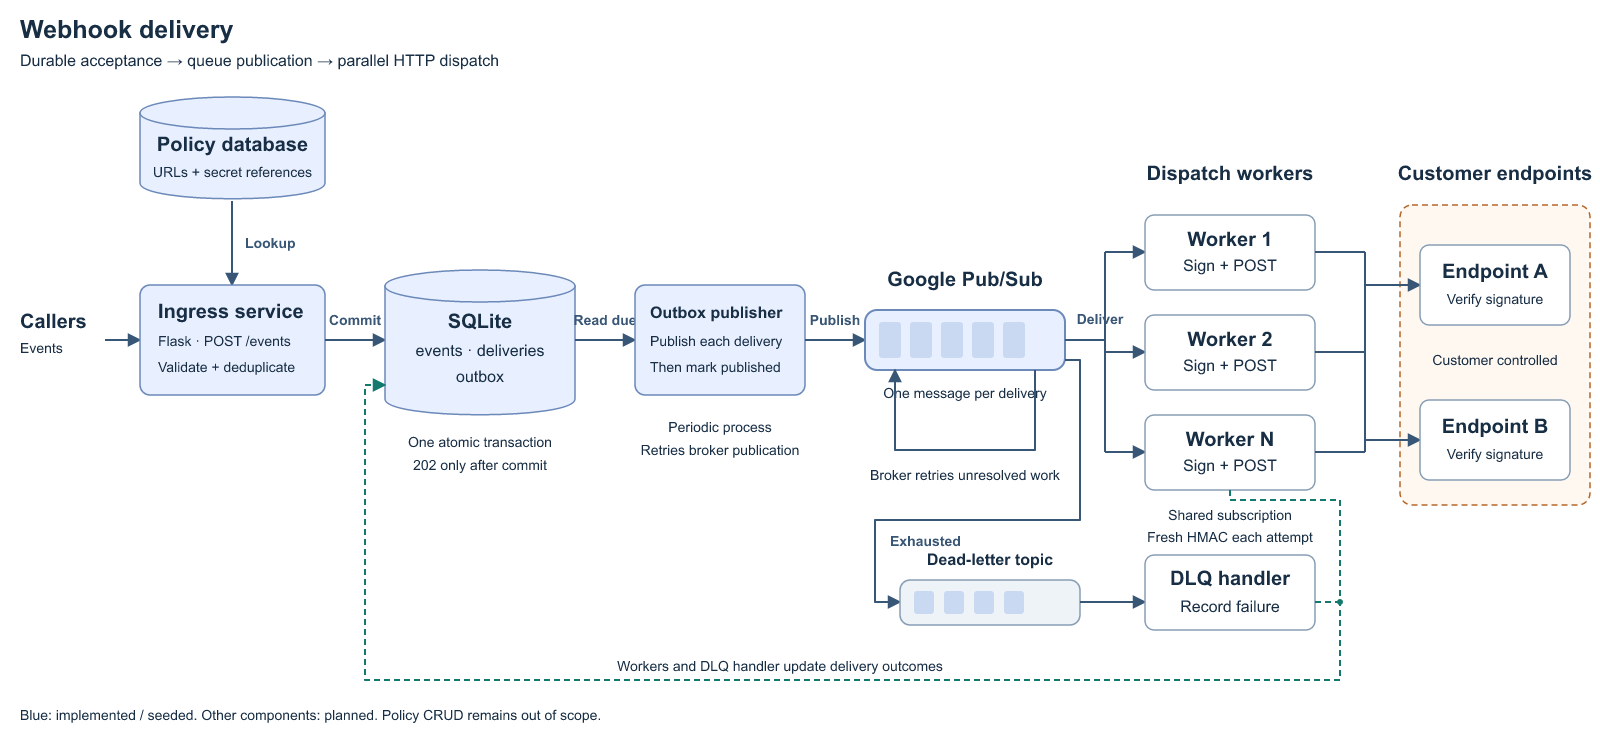 Webhook delivery
Durable acceptance → queue publication → parallel HTTP dispatch
Policy database
URLs + secret references
Lookup
Callers
Events
Ingress service
Flask · POST /events
Validate + deduplicate
Commit
SQLite
events · deliveries
outbox
One atomic transaction
202 only after commit
Read due
Outbox publisher
Publish each delivery
Then mark published
Periodic process
Retries broker publication
Publish
Google Pub/Sub
One message per delivery
Broker retries unresolved work
Deliver
Dispatch workers
Worker 1
Sign + POST
Worker 2
Sign + POST
Worker N
Sign + POST
Shared subscription
Fresh HMAC each attempt
Customer endpoints
Endpoint A
Verify signature
Customer controlled
Endpoint B
Verify signature
Exhausted
Dead-letter topic
DLQ handler
Record failure
Workers and DLQ handler update delivery outcomes
Blue: implemented / seeded. Other components: planned. Policy CRUD remains out of scope.